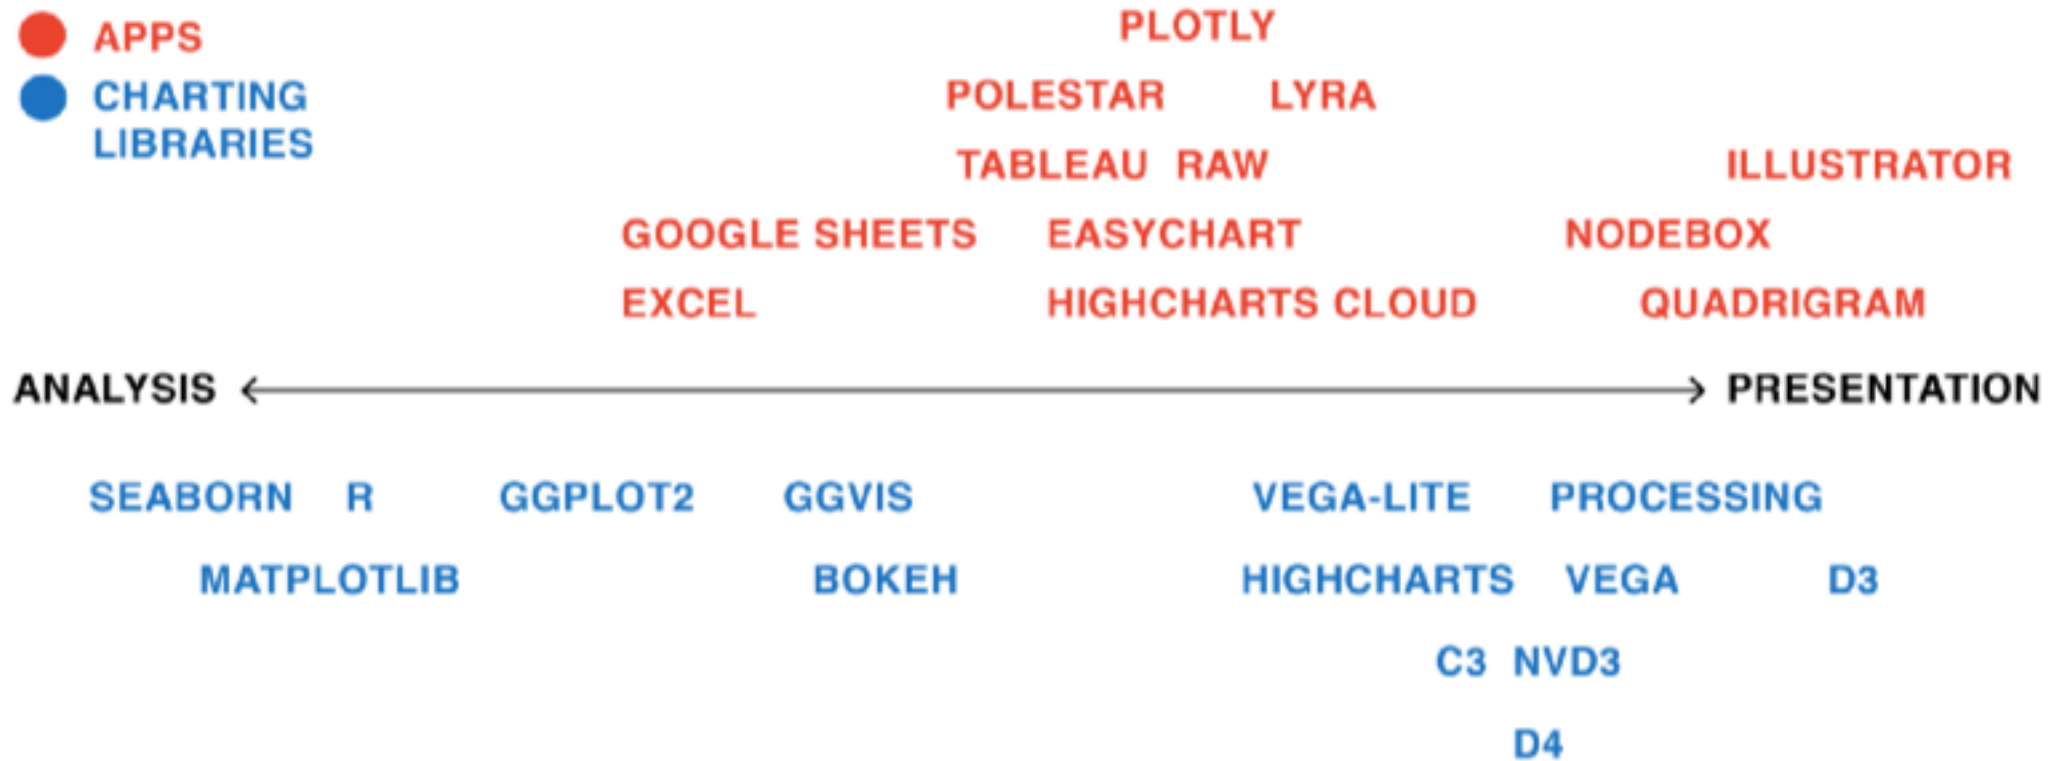 APPS
CHARTING
LIBRARIES
PLOTLY
POLESTAR LYRA
TABLEAU RAW ILLUSTRATOR
GOOGLE SHEETS EASYCHART NODEBOX
EXCEL HIGHCHARTS CLOUD QUADRIGRAM
ANALYSIS PRESENTATION
SEABORN R GGPLOT2 GGVIS VEGA-LITE PROCESSING
MATPLOTLIB BOKEH HIGHCHARTS VEGA D3
C3 NVD3
D4